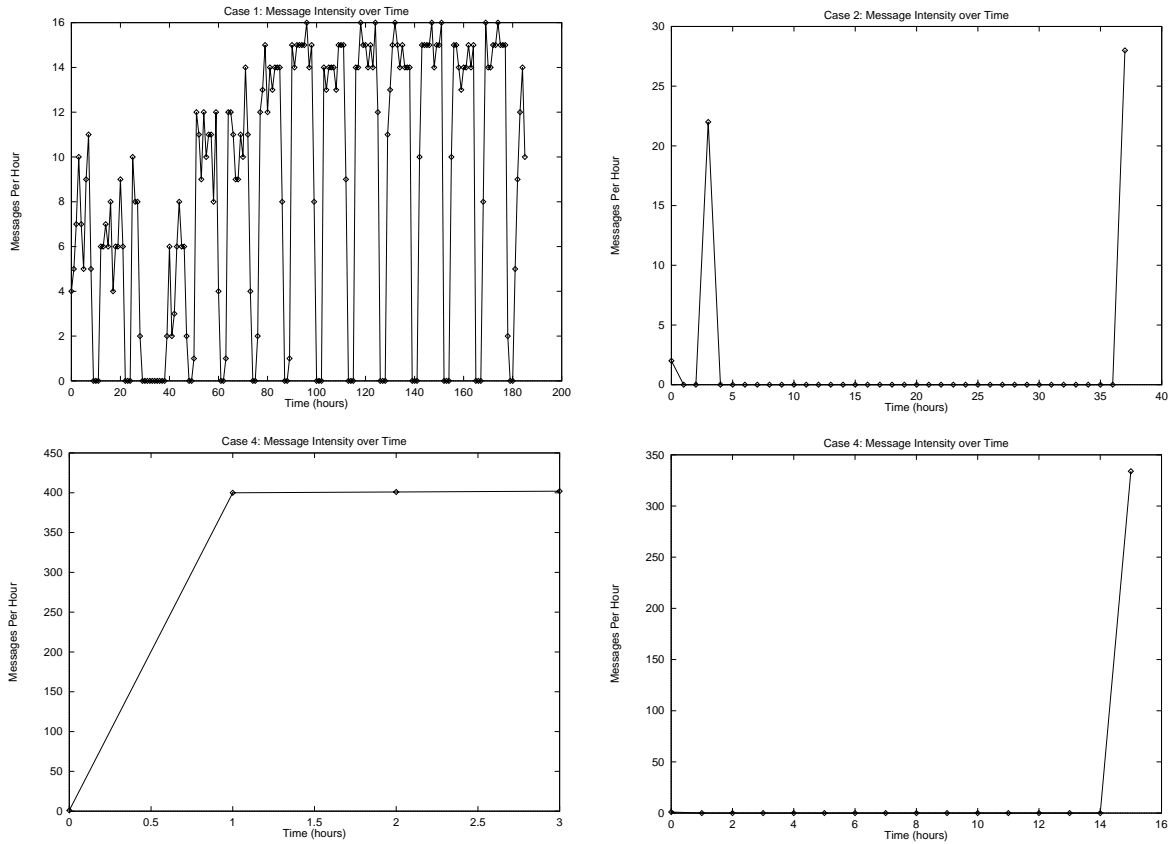 Case 1: Message Intensity over Time
16
14
12
10
8
6
4
2
0
Messages Per Hour
0 20 40 60 80 100 120 140 160 180 200
Time (hours)
Case 2: Message Intensity over Time
30
25
20
15
10
5
0
Messages Per Hour
0 5 10 15 20 25 30 35 40
Time (hours)
Case 4: Message Intensity over Time
450
400
350
300
250
200
150
100
50
0
Messages Per Hour
0 0.5 1 1.5 2 2.5 3
Time (hours)
Case 4: Message Intensity over Time
350
300
250
200
150
100
50
0
Messages Per Hour
0 2 4 6 8 10 12 14 16
Time (hours)